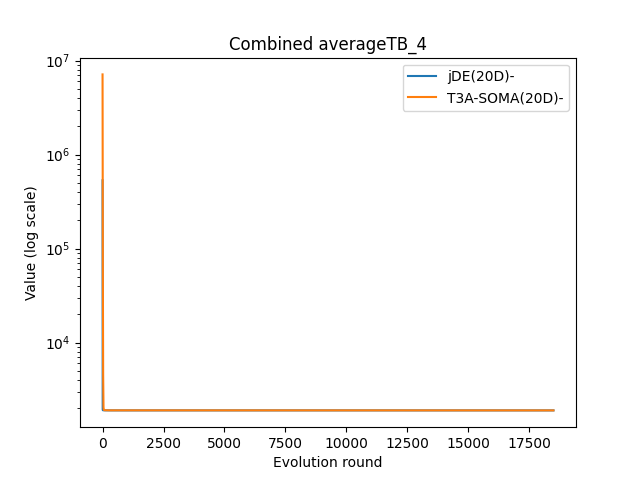 Combined averageTB_4
jDE(20D)-
T3A-SOMA(20D)-
Value (log scale)
10^7
10^6
10^5
10^4
0 2500 5000 7500 10000 12500 15000 17500
Evolution round